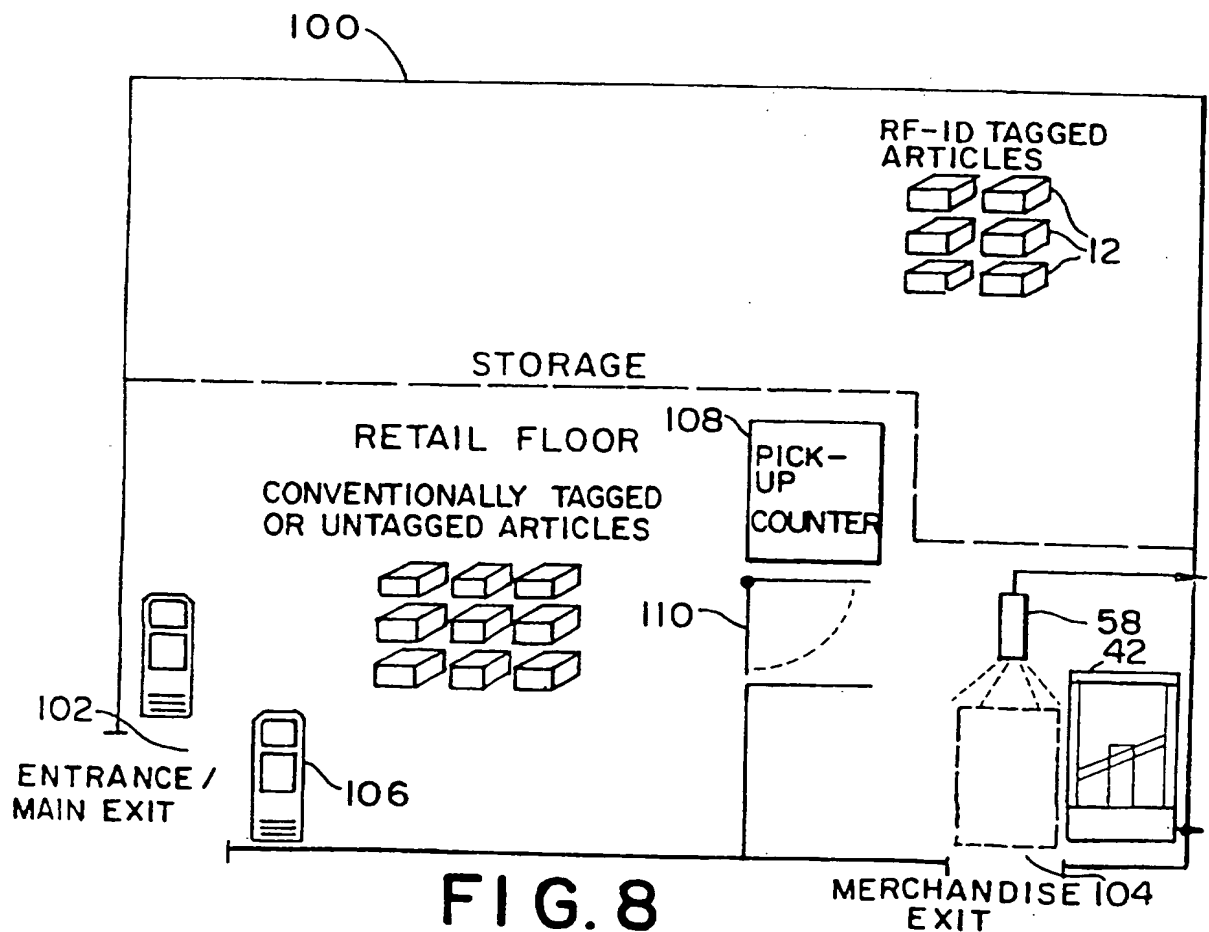 100
RF-ID TAGGED
ARTICLES
12
STORAGE
RETAIL FLOOR
108
PICK-
UP
COUNTER
CONVENTIONALLY TAGGED
OR UNTAGGED ARTICLES
110
58
42
102
ENTRANCE/
MAIN EXIT
106
MERCHANDISE 104
EXIT
FIG. 8